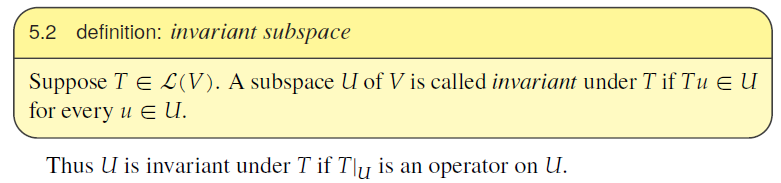 5.2 definition: invariant subspace
Suppose T ∈ ℒ(V). A subspace U of V is called invariant under T if Tu ∈ U
for every u ∈ U.
Thus U is invariant under T if T|_U is an operator on U.